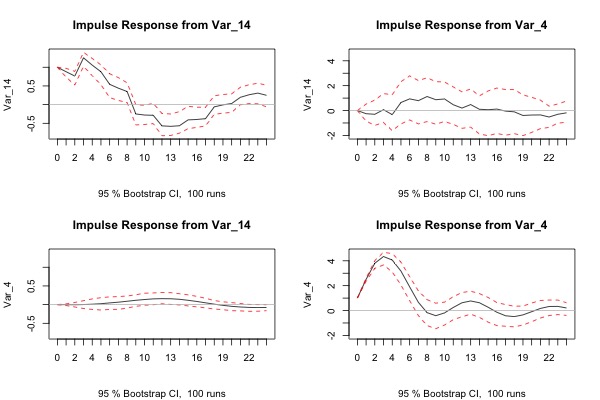 Impulse Response from Var_14
Var_14
0.5
-0.5
0 2 4 6 8 10 13 16 19 22
95 % Bootstrap CI, 100 runs
Impulse Response from Var_4
Var_14
4
2
0
-2
0 2 4 6 8 10 13 16 19 22
95 % Bootstrap CI, 100 runs
Impulse Response from Var_14
Var_4
0.5
-0.5
0 2 4 6 8 10 13 16 19 22
95 % Bootstrap CI, 100 runs
Impulse Response from Var_4
Var_4
4
2
0
-2
0 2 4 6 8 10 13 16 19 22
95 % Bootstrap CI, 100 runs